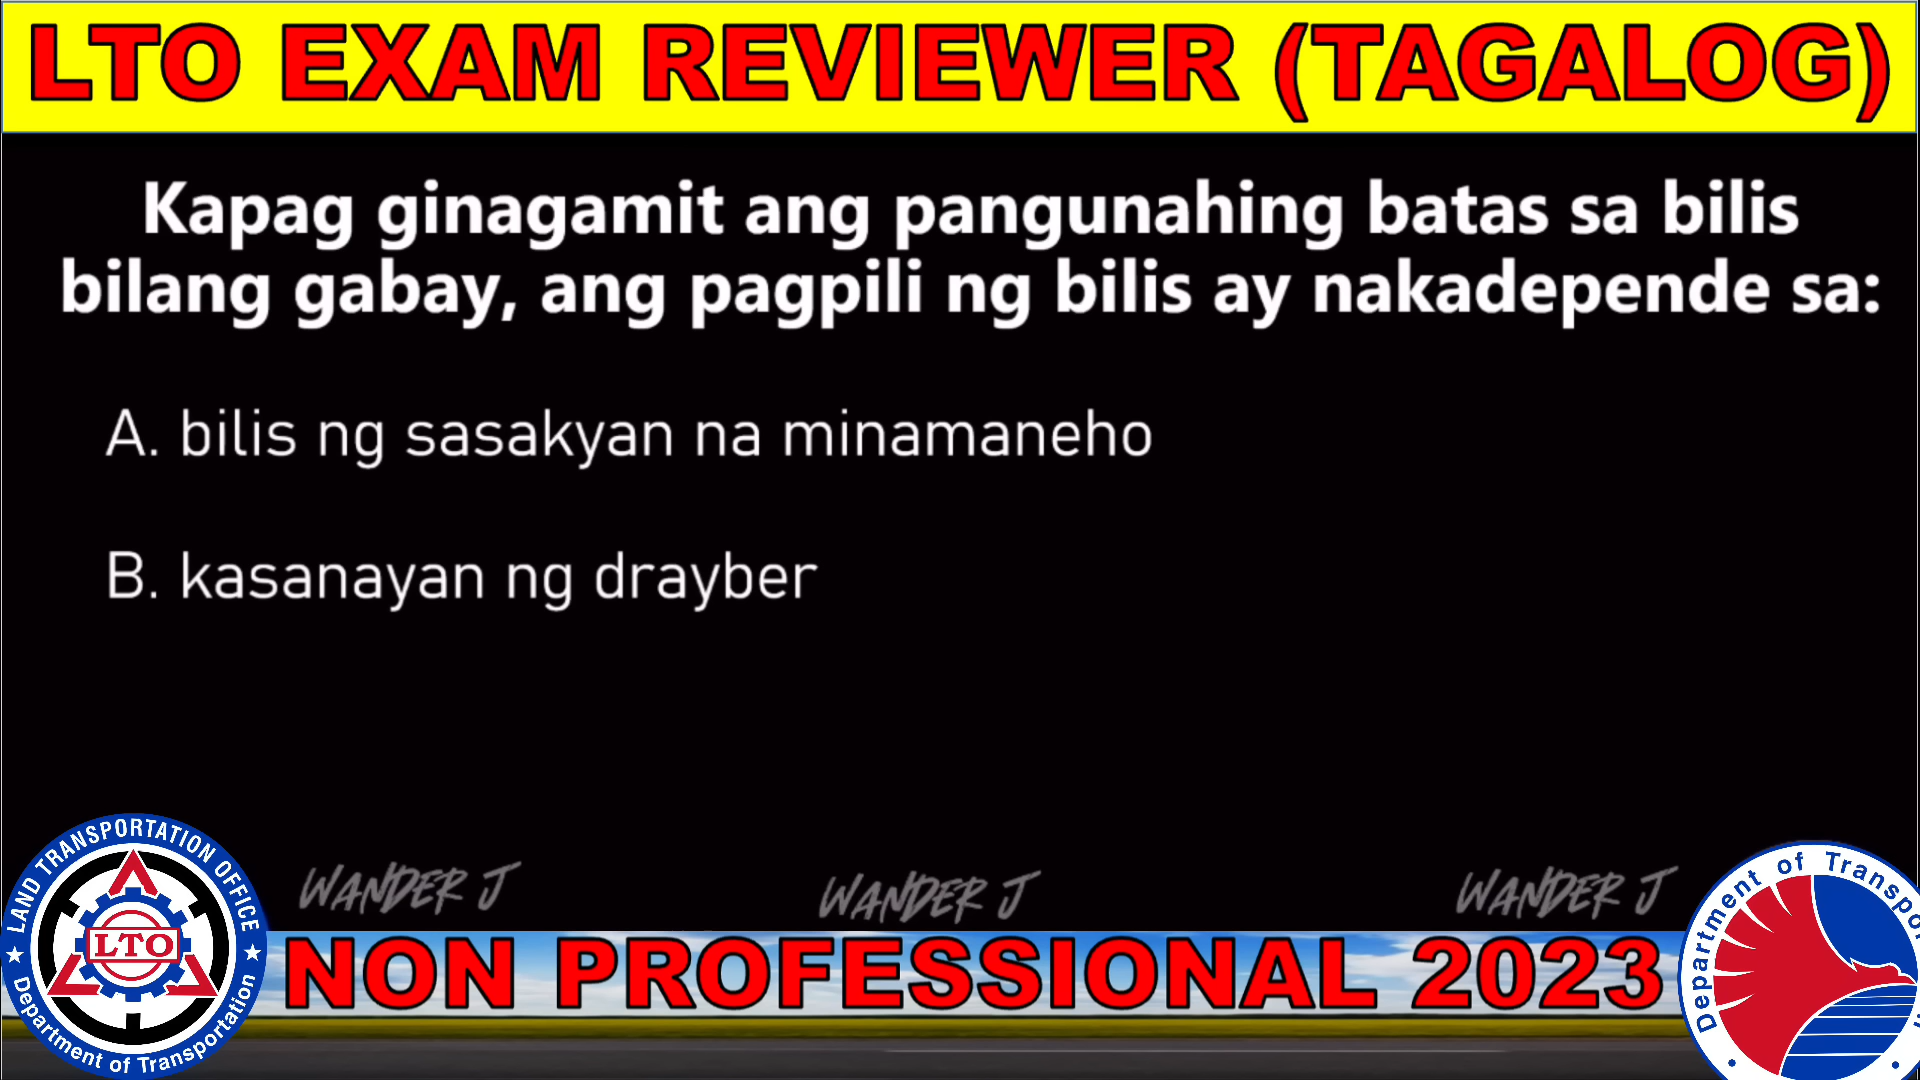 LTO EXAM REVIEWER (TAGALOG)
Kapag ginagamit ang pangunahing batas sa bilis
bilang gabay, ang pagpili ng bilis ay nakadepende sa:
A. bilis ng sasakyan na minamaneho
B. kasanayan ng drayber
WANDER J
WANDER J
WANDER J
LAND TRANSPORTATION OFFICE
LTO
Department of Transportation
NON PROFESSIONAL 2023
Department of Transpor